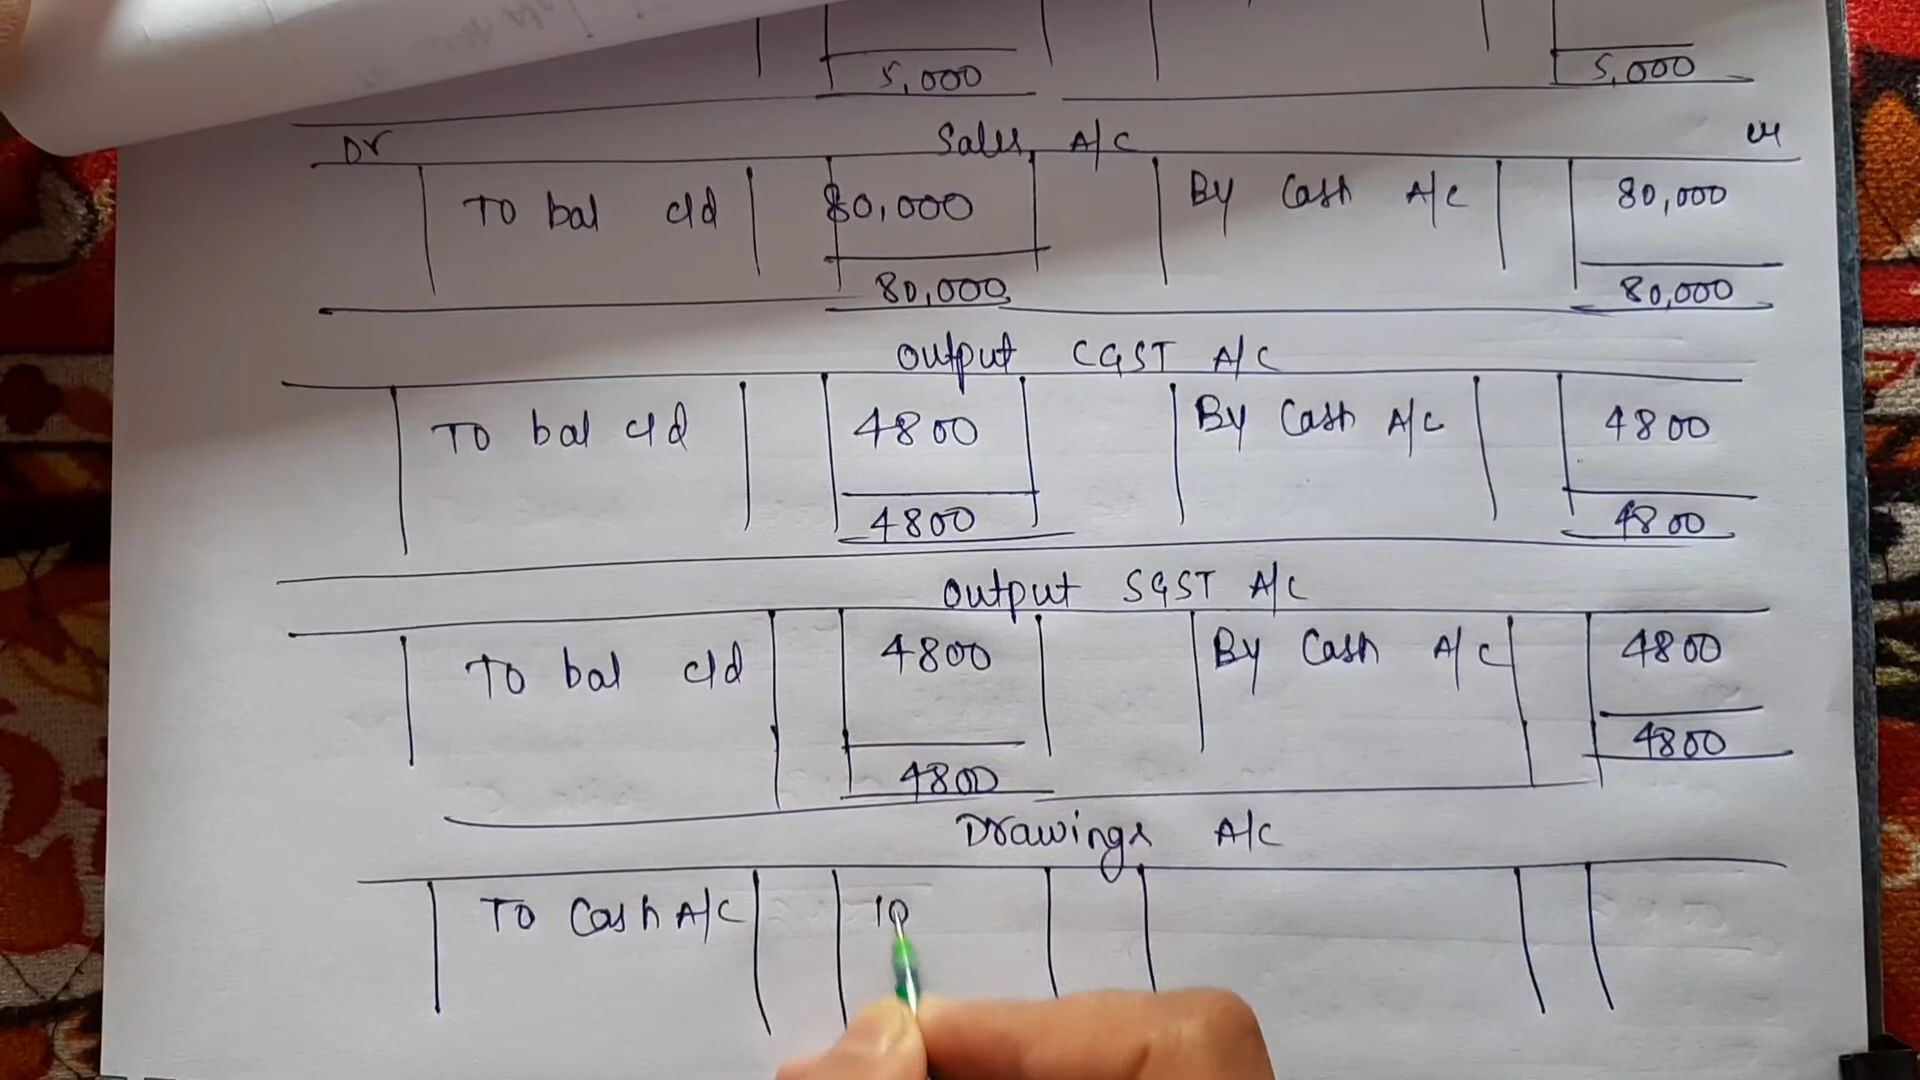 5,000 5,000
Dr Sales A/C Cr
To bal c/d 80,000 By Cash A/c 80,000
80,000 80,000
Output CGST A/C
To bal c/d 4800 By Cash A/C 4800
4800 4800
Output SGST A/C
To bal c/d 4800 By Cash A/C 4800
4800 4800
Drawings A/C
To Cash A/C 10